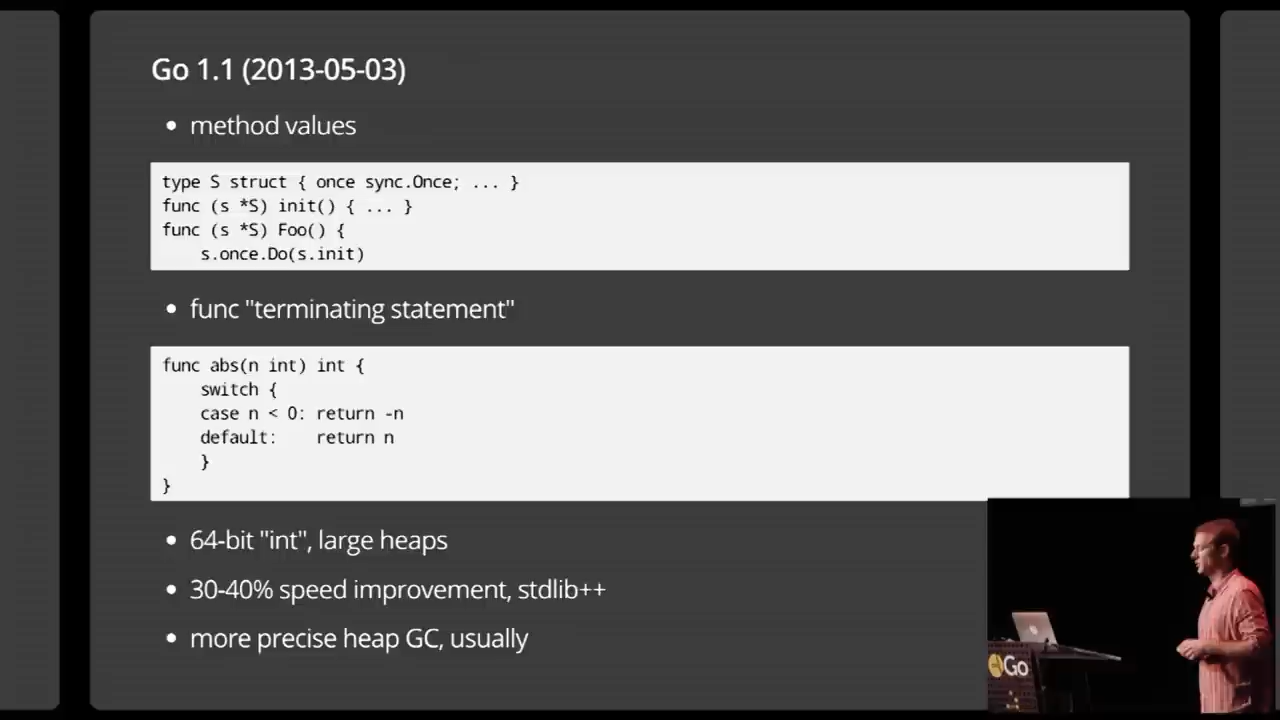 Go 1.1 (2013-05-03)
• method values
type S struct { once sync.Once; ... }
func (s *S) init() { ... }
func (s *S) Foo() {
    s.once.Do(s.init)
• func "terminating statement"
func abs(n int) int {
    switch {
    case n < 0: return -n
    default:    return n
    }
}
• 64-bit "int", large heaps
• 30-40% speed improvement, stdlib++
• more precise heap GC, usually
Go